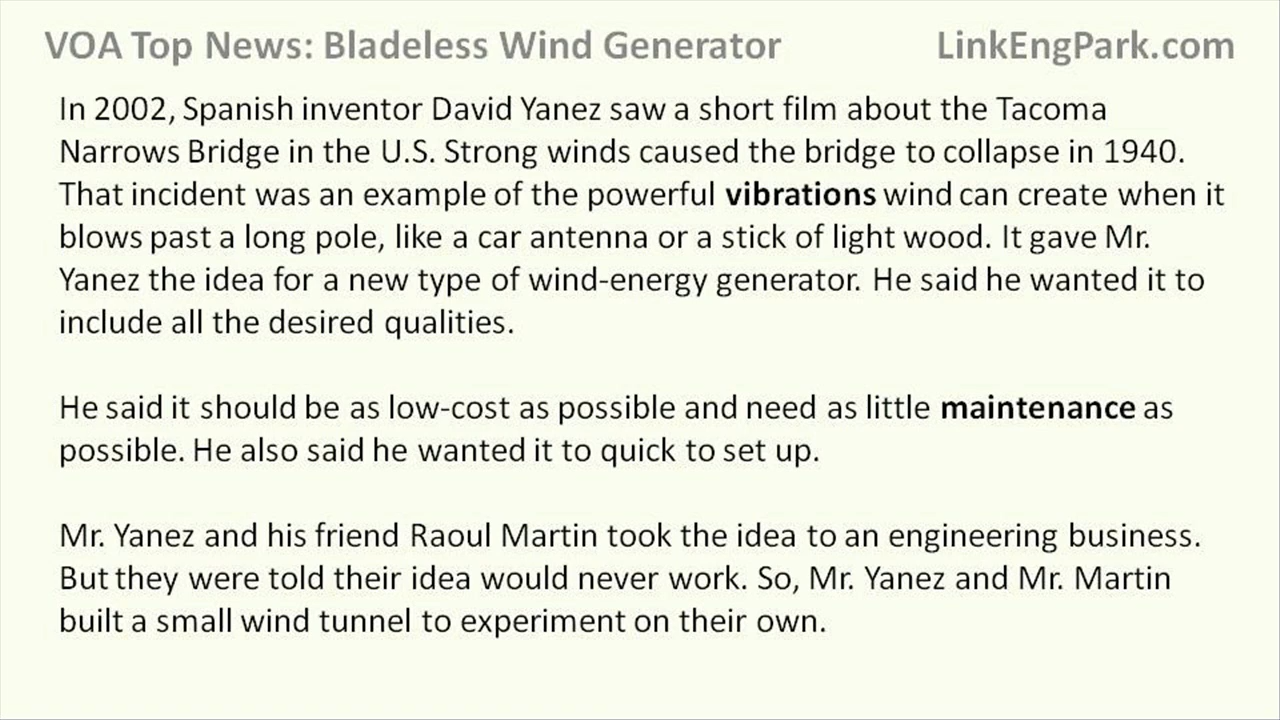 VOA Top News: Bladeless Wind Generator
LinkEngPark.com
In 2002, Spanish inventor David Yanez saw a short film about the Tacoma
Narrows Bridge in the U.S. Strong winds caused the bridge to collapse in 1940.
That incident was an example of the powerful vibrations wind can create when it
blows past a long pole, like a car antenna or a stick of light wood. It gave Mr.
Yanez the idea for a new type of wind-energy generator. He said he wanted it to
include all the desired qualities.
He said it should be as low-cost as possible and need as little maintenance as
possible. He also said he wanted it to quick to set up.
Mr. Yanez and his friend Raoul Martin took the idea to an engineering business.
But they were told their idea would never work. So, Mr. Yanez and Mr. Martin
built a small wind tunnel to experiment on their own.